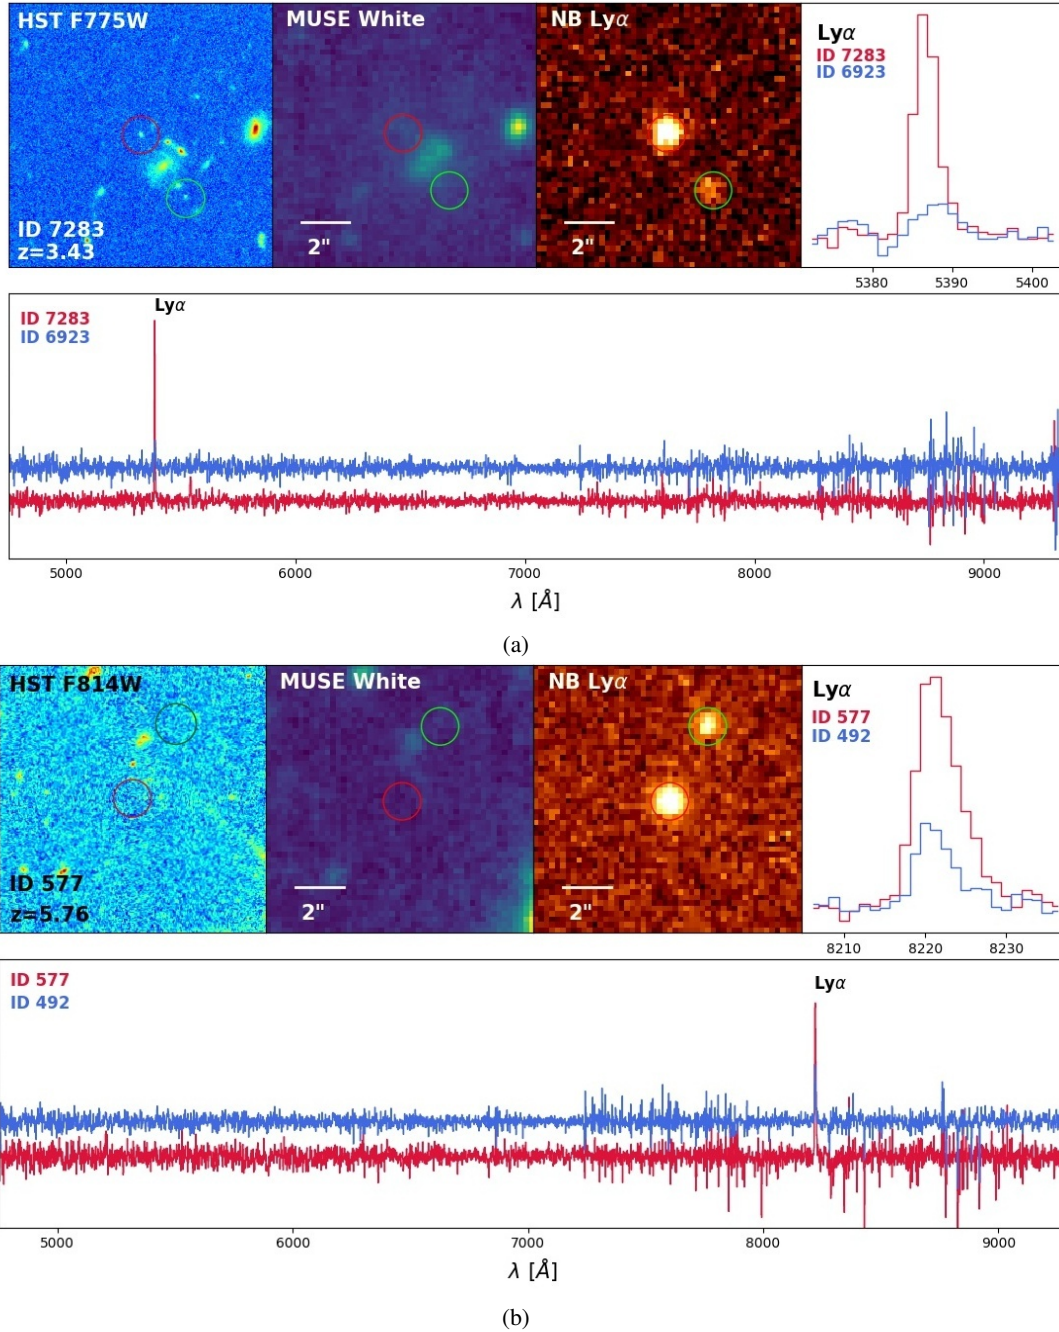 HST F775W
MUSE White
NB Lyα
Lyα
ID 7283
ID 6923
ID 7283
z=3.43
2"
2"
5380
5390
5400
ID 7283
ID 6923
Lyα
5000
6000
7000
8000
9000
λ [Å]
(a)
HST F814W
MUSE White
NB Lyα
Lyα
ID 577
ID 492
ID 577
z=5.76
2"
2"
8210
8220
8230
ID 577
ID 492
Lyα
5000
6000
7000
8000
9000
λ [Å]
(b)